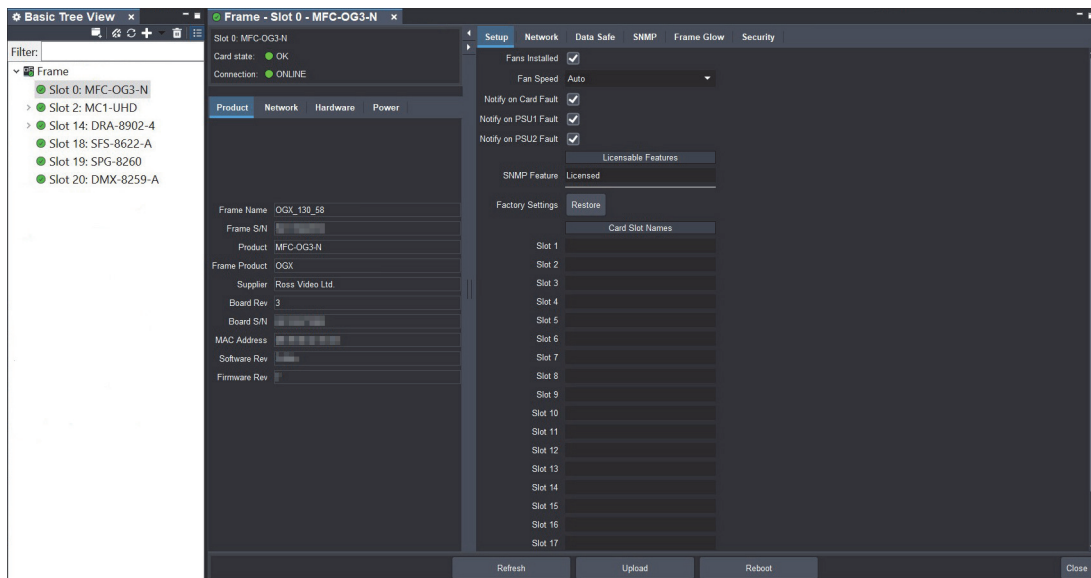 Basic Tree View
Filter:
Frame
Slot 0: MFC-OG3-N
Slot 2: MC1-UHD
Slot 14: DRA-8902-4
Slot 18: SFS-8622-A
Slot 19: SPG-8260
Slot 20: DMX-8259-A
Frame - Slot 0 - MFC-OG3-N
Slot 0: MFC-OG3-N
Card state: OK
Connection: ONLINE
Product Network Hardware Power
Frame Name OGX_130_58
Frame S/N
Product MFC-OG3-N
Frame Product OGX
Supplier Ross Video Ltd.
Board Rev 3
Board S/N
MAC Address
Software Rev
Firmware Rev
Setup Network Data Safe SNMP Frame Glow Security
Fans Installed
Fan Speed Auto
Notify on Card Fault
Notify on PSU1 Fault
Notify on PSU2 Fault
Licensable Features
SNMP Feature Licensed
Factory Settings Restore
Card Slot Names
Slot 1
Slot 2
Slot 3
Slot 4
Slot 5
Slot 6
Slot 7
Slot 8
Slot 9
Slot 10
Slot 11
Slot 12
Slot 13
Slot 14
Slot 15
Slot 16
Slot 17
Refresh Upload Reboot Close